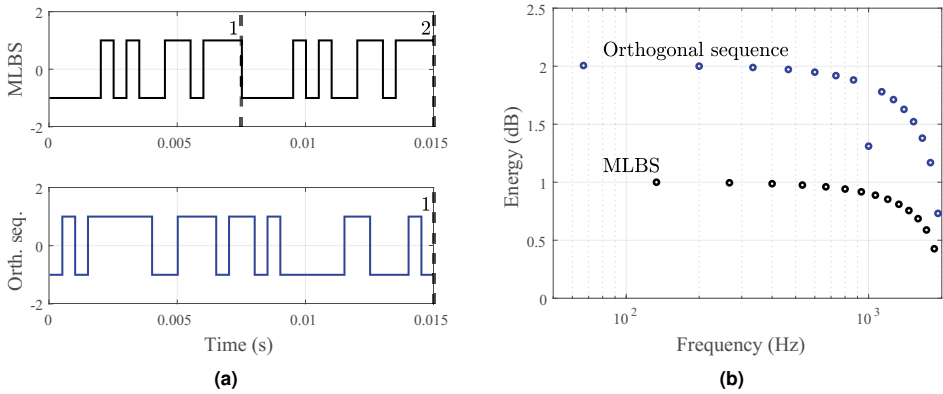 2
1
2
MLBS
0
-2
0
0.005
0.01
0.015
2
1
Orth. seq.
0
-2
0
0.005
0.01
0.015
Time (s)
(a)
2.5
Orthogonal sequence
2
1.5
Energy (dB)
MLBS
1
0.5
0
10²
10³
Frequency (Hz)
(b)